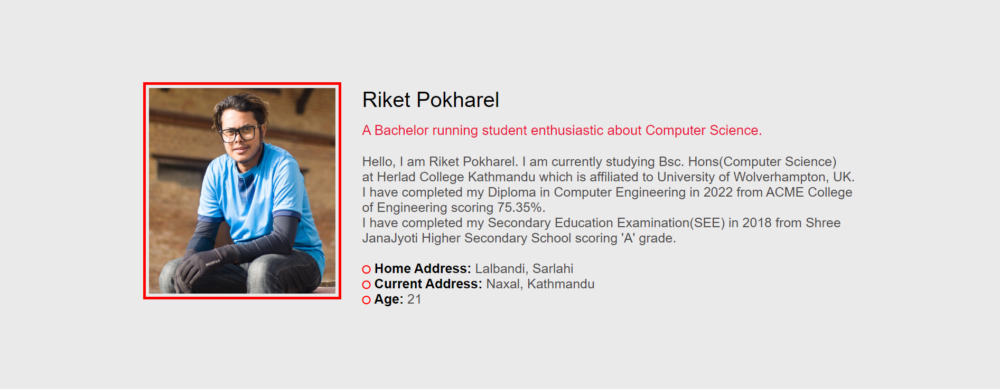 Riket Pokharel
A Bachelor running student enthusiastic about Computer Science.
Hello, I am Riket Pokharel. I am currently studying Bsc. Hons(Computer Science)
at Herlad College Kathmandu which is affiliated to University of Wolverhampton, UK.
I have completed my Diploma in Computer Engineering in 2022 from ACME College
of Engineering scoring 75.35%.
I have completed my Secondary Education Examination(SEE) in 2018 from Shree
JanaJyoti Higher Secondary School scoring 'A' grade.
Home Address: Lalbandi, Sarlahi
Current Address: Naxal, Kathmandu
Age: 21
MOUNTAIN